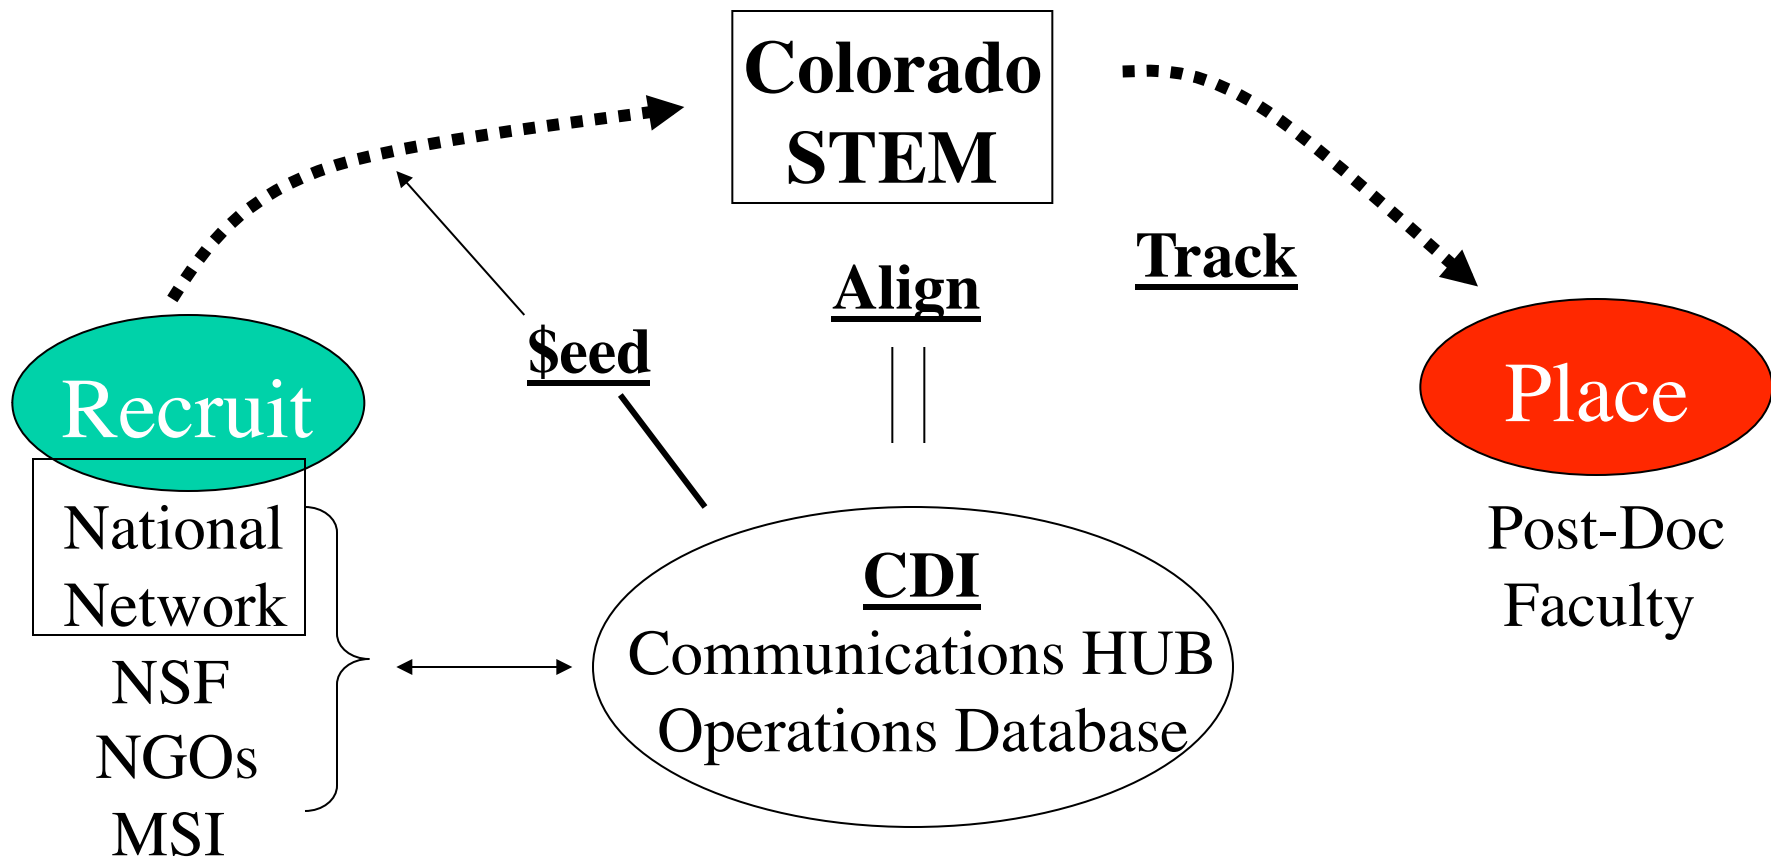 Colorado
STEM
Track
Align
$eed
Recruit
Place
National
Network
NSF
NGOs
MSI
CDI
Communications HUB
Operations Database
Post-Doc
Faculty